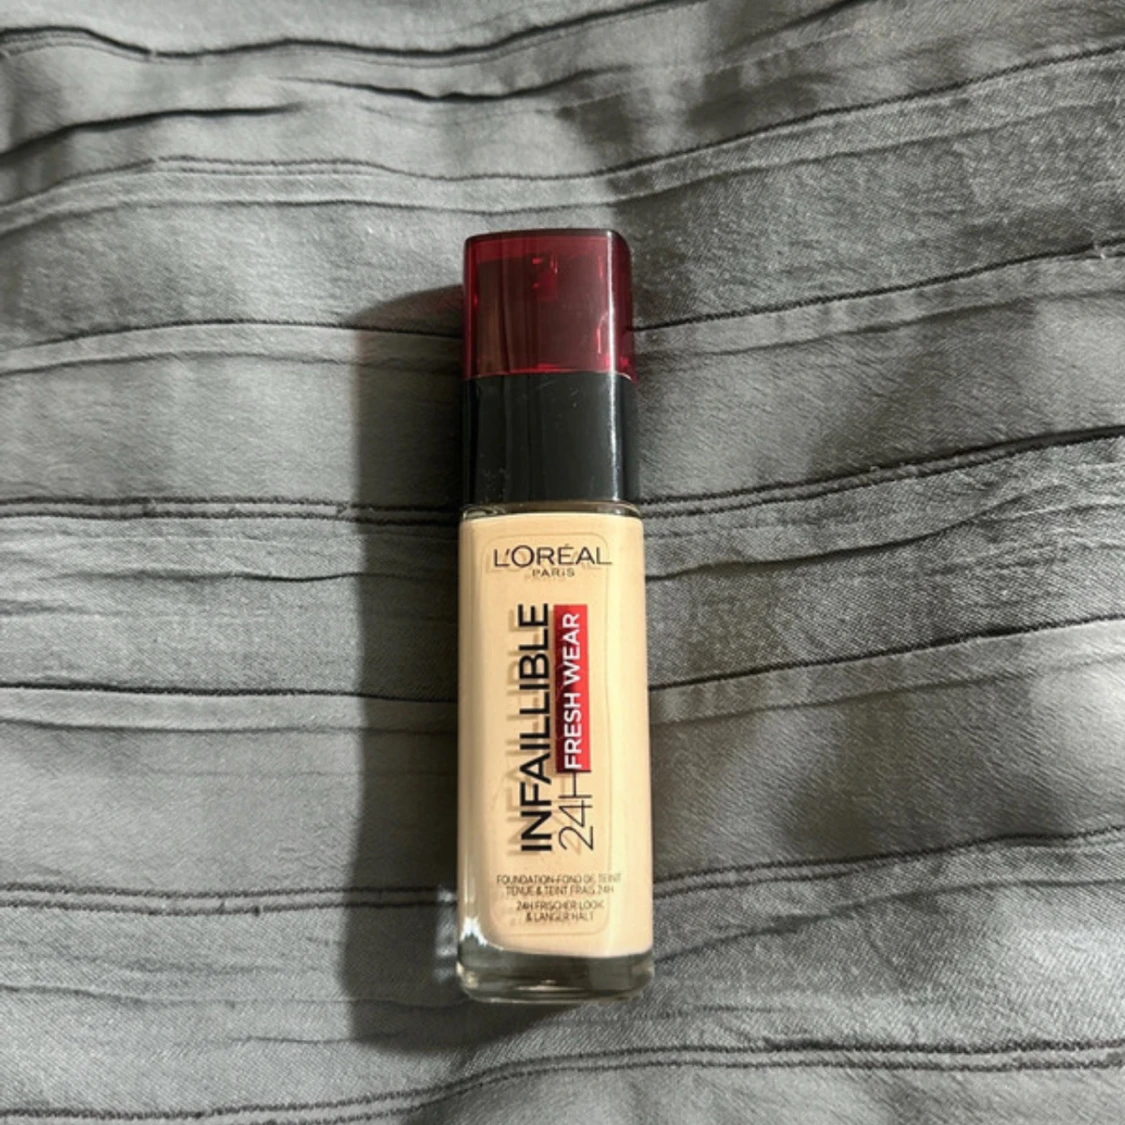 L'ORÉAL
PARIS
INFAILLIBLE
24H FRESH WEAR
FOUNDATION-FOND DE TEINT
TENUE & TEINT FRAIS 24H
24H FRISCHER LOOK
& LANGER HALT